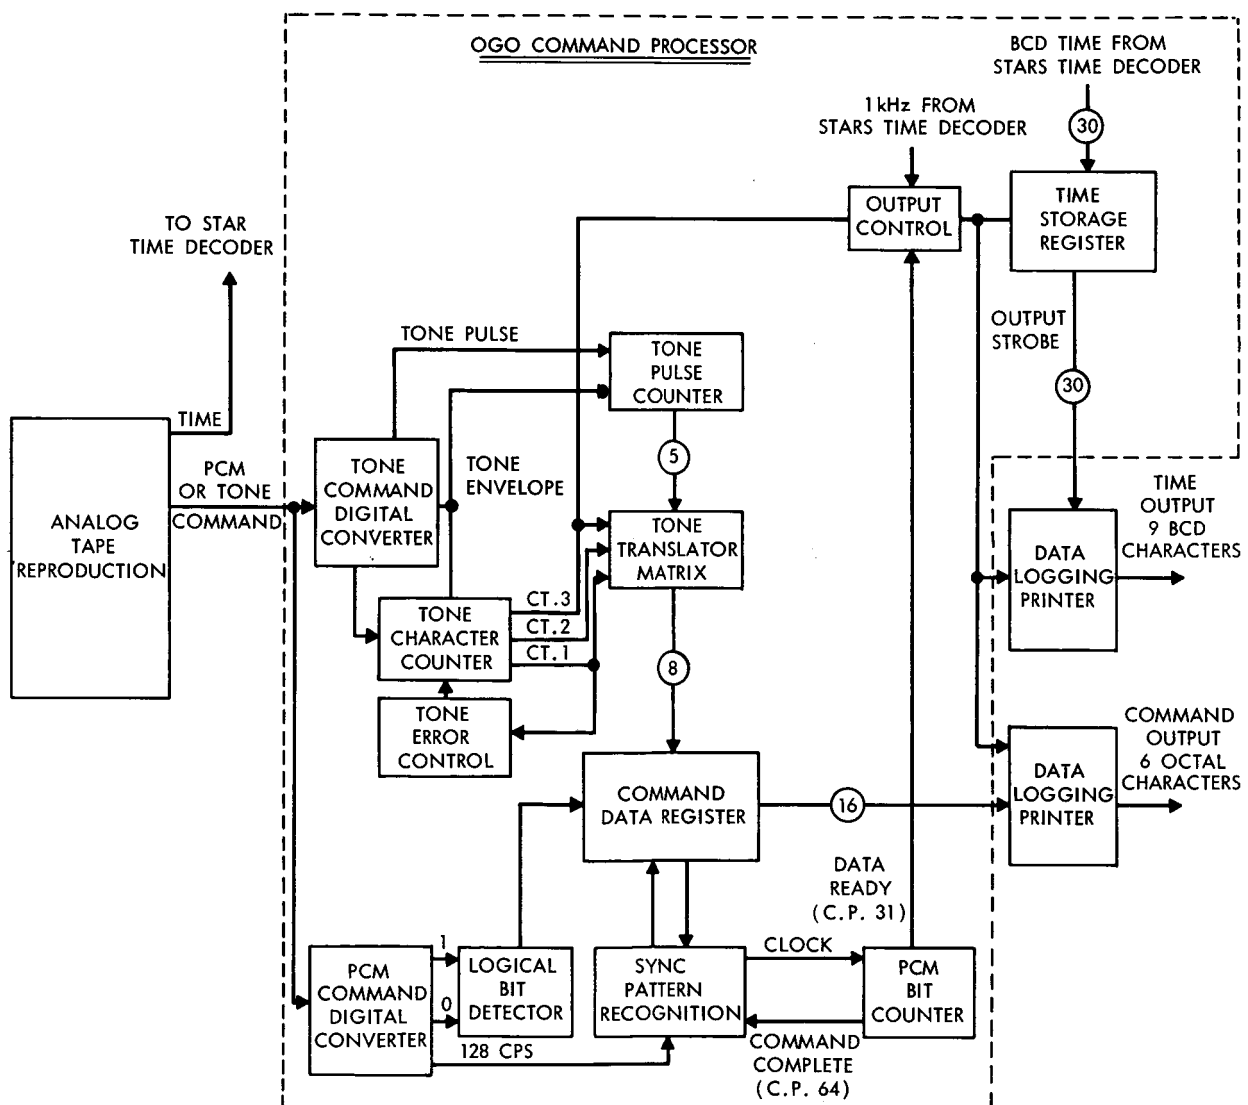 OGO COMMAND PROCESSOR
BCD TIME FROM
STARS TIME DECODER
30
1kHz FROM
STARS TIME DECODER
OUTPUT
CONTROL
TIME
STORAGE
REGISTER
TO STAR
TIME DECODER
OUTPUT
STROBE
30
TONE PULSE
TONE
PULSE
COUNTER
TIME
PCM
OR TONE
COMMAND
ANALOG
TAPE
REPRODUCTION
TONE
COMMAND
DIGITAL
CONVERTER
TONE
ENVELOPE
5
TONE
TRANSLATOR
MATRIX
TIME
OUTPUT
9 BCD
CHARACTERS
DATA
LOGGING
PRINTER
TONE
CHARACTER
COUNTER
CT.3
CT.2
CT.1
8
TONE
ERROR
CONTROL
COMMAND
DATA REGISTER
16
COMMAND
OUTPUT
6 OCTAL
CHARACTERS
DATA
LOGGING
PRINTER
DATA
READY
(C.P. 31)
PCM
COMMAND
DIGITAL
CONVERTER
1
0
LOGICAL
BIT
DETECTOR
128 CPS
SYNC
PATTERN
RECOGNITION
CLOCK
PCM
BIT
COUNTER
COMMAND
COMPLETE
(C.P. 64)